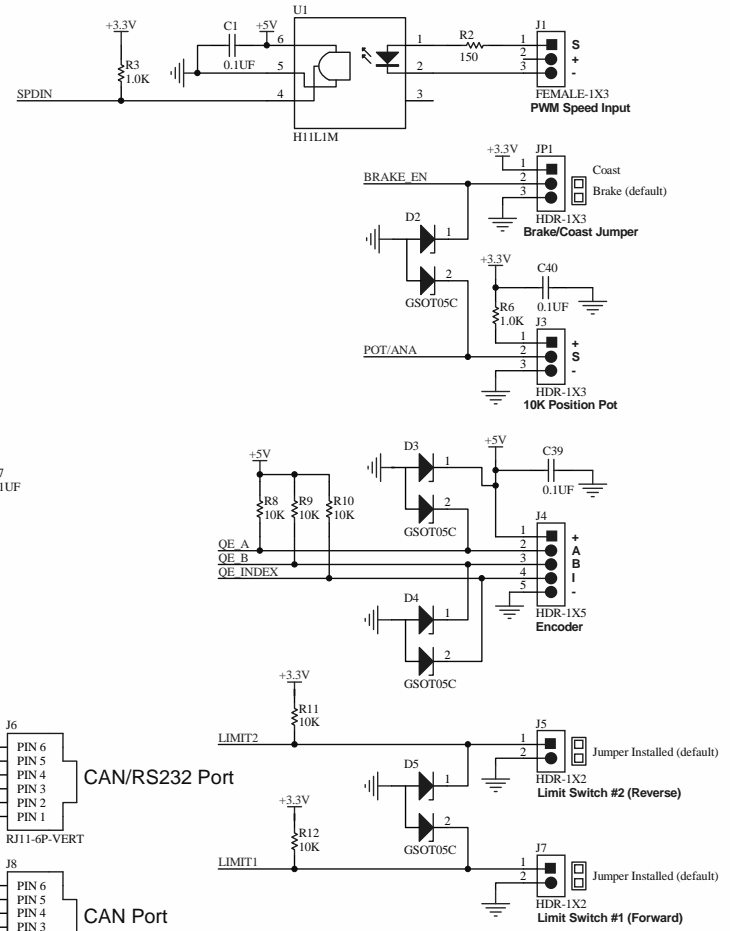 U1
+3.3V
C1
+5V
6
1
R2
J1
1
S
R3
1.0K
0.1UF
5
2
150
2
+
3
-
SPDIN
4
3
FEMALE-1X3
PWM Speed Input
H11L1M
+3.3V
JP1
1
Coast
BRAKE_EN
2
Brake (default)
3
D2
1
HDR-1X3
Brake/Coast Jumper
2
GSOT05C
+3.3V
C40
0.1UF
R6
1.0K
J3
1
+
POT/ANA
2
S
3
-
HDR-1X3
10K Position Pot
D3
1
+5V
C39
0.1UF
+5V
2
GSOT05C
R8
10K
R9
10K
R10
10K
J4
1
+
QE_A
2
A
QE_B
3
B
QE_INDEX
4
I
5
-
HDR-1X5
Encoder
D4
1
2
GSOT05C
7
1UF
+3.3V
R11
10K
J5
LIMIT2
1
2
Jumper Installed (default)
HDR-1X2
Limit Switch #2 (Reverse)
D5
1
2
GSOT05C
+3.3V
R12
10K
J7
LIMIT1
1
2
Jumper Installed (default)
HDR-1X2
Limit Switch #1 (Forward)
J6
PIN 6
PIN 5
PIN 4
PIN 3
PIN 2
PIN 1
CAN/RS232 Port
RJ11-6P-VERT
J8
PIN 6
PIN 5
PIN 4
PIN 3
CAN Port